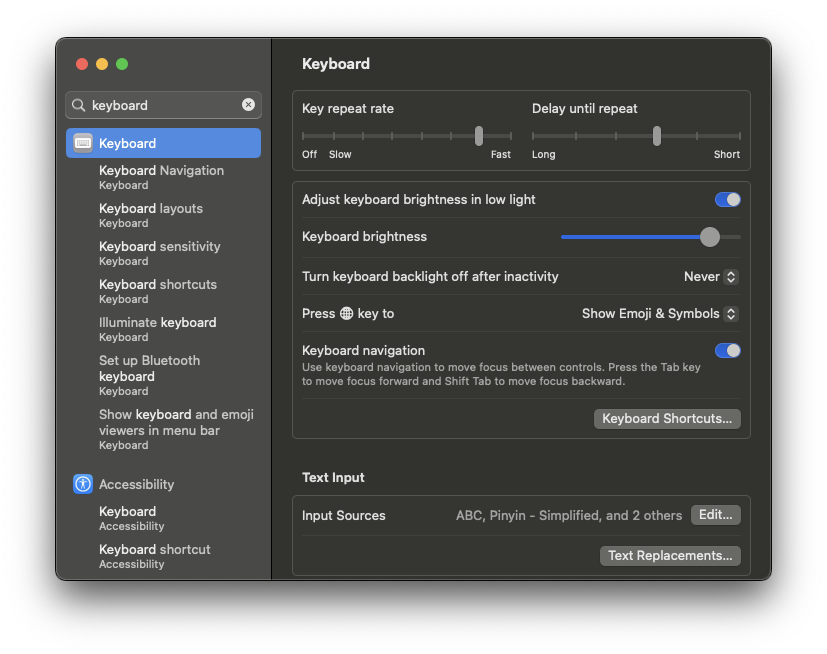 keyboard
Keyboard
Keyboard Navigation
Keyboard
Keyboard layouts
Keyboard
Keyboard sensitivity
Keyboard
Keyboard shortcuts
Keyboard
Illuminate keyboard
Keyboard
Set up Bluetooth
keyboard
Keyboard
Show keyboard and emoji
viewers in menu bar
Keyboard
Accessibility
Keyboard
Accessibility
Keyboard shortcut
Accessibility
Keyboard
Key repeat rate
Off Slow Fast
Delay until repeat
Long Short
Adjust keyboard brightness in low light
Keyboard brightness
Turn keyboard backlight off after inactivity Never
Press key to Show Emoji & Symbols
Keyboard navigation
Use keyboard navigation to move focus between controls. Press the Tab key
to move focus forward and Shift Tab to move focus backward.
Keyboard Shortcuts...
Text Input
Input Sources ABC, Pinyin – Simplified, and 2 others Edit...
Text Replacements...